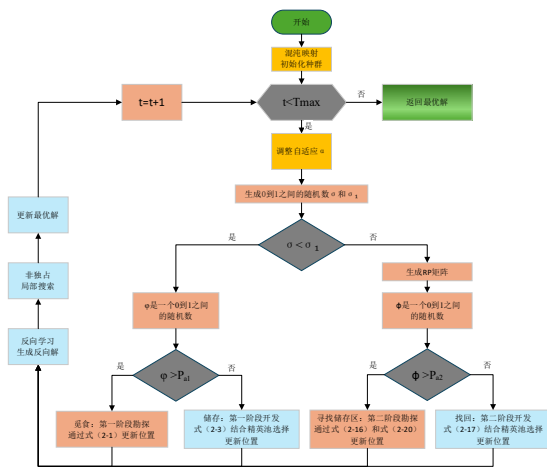 开始
混沌映射
初始化种群
t=t+1
t<Tmax
否
返回最优解
是
调整自适应α
生成0到1之间的随机数σ和σ₁
更新最优解
是
σ<σ₁
否
生成RP矩阵
非独占
局部搜索
φ是一个0到1之间
的随机数
ϕ是一个0到1之间
的随机数
反向学习
生成反向解
是
φ >Pa1
否
是
ϕ >Pa2
否
觅食：第一阶段勘探
通过式（2-1）更新位置
储存：第一阶段开发
式（2-3）结合精英池选择
更新位置
寻找储存区：第二阶段勘探
通过式（2-16）和式（2-20）
更新位置
找回：第二阶段开发
式（2-17）结合精英池选择
更新位置